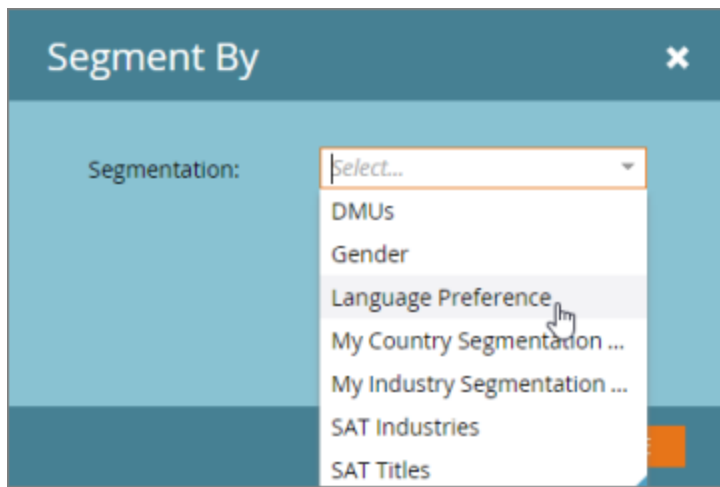 Segment By
Segmentation:
Select...
DMUs
Gender
Language Preference
My Country Segmentation ...
My Industry Segmentation ...
SAT Industries
SAT Titles